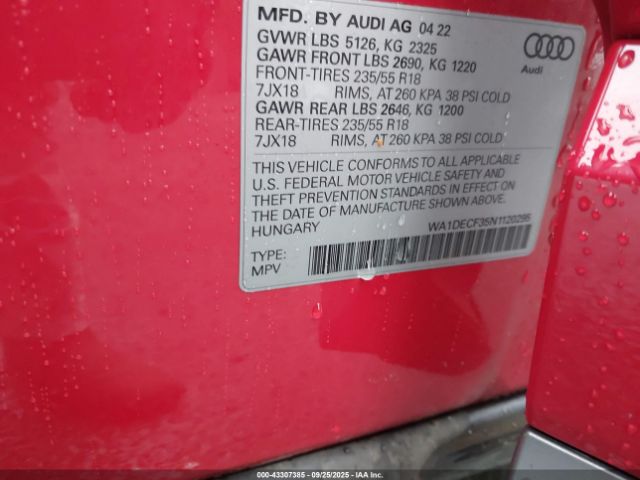 MFD. BY AUDI AG 04 22
GVWR LBS 5126, KG 2325
GAWR FRONT LBS 2690, KG 1220
FRONT-TIRES 235/55 R18
7JX18 RIMS, AT 260 KPA 38 PSI COLD
GAWR REAR LBS 2646, KG 1200
REAR-TIRES 235/55 R18
7JX18 RIMS, AT 260 KPA 38 PSI COLD
Audi
THIS VEHICLE CONFORMS TO ALL APPLICABLE
U.S. FEDERAL MOTOR VEHICLE SAFETY AND
THEFT PREVENTION STANDARDS IN EFFECT ON
THE DATE OF MANUFACTURE SHOWN ABOVE.
HUNGARY
WA1DECF35N1120295
TYPE:
MPV
000-43307385 - 09/25/2025 - COPART.COM